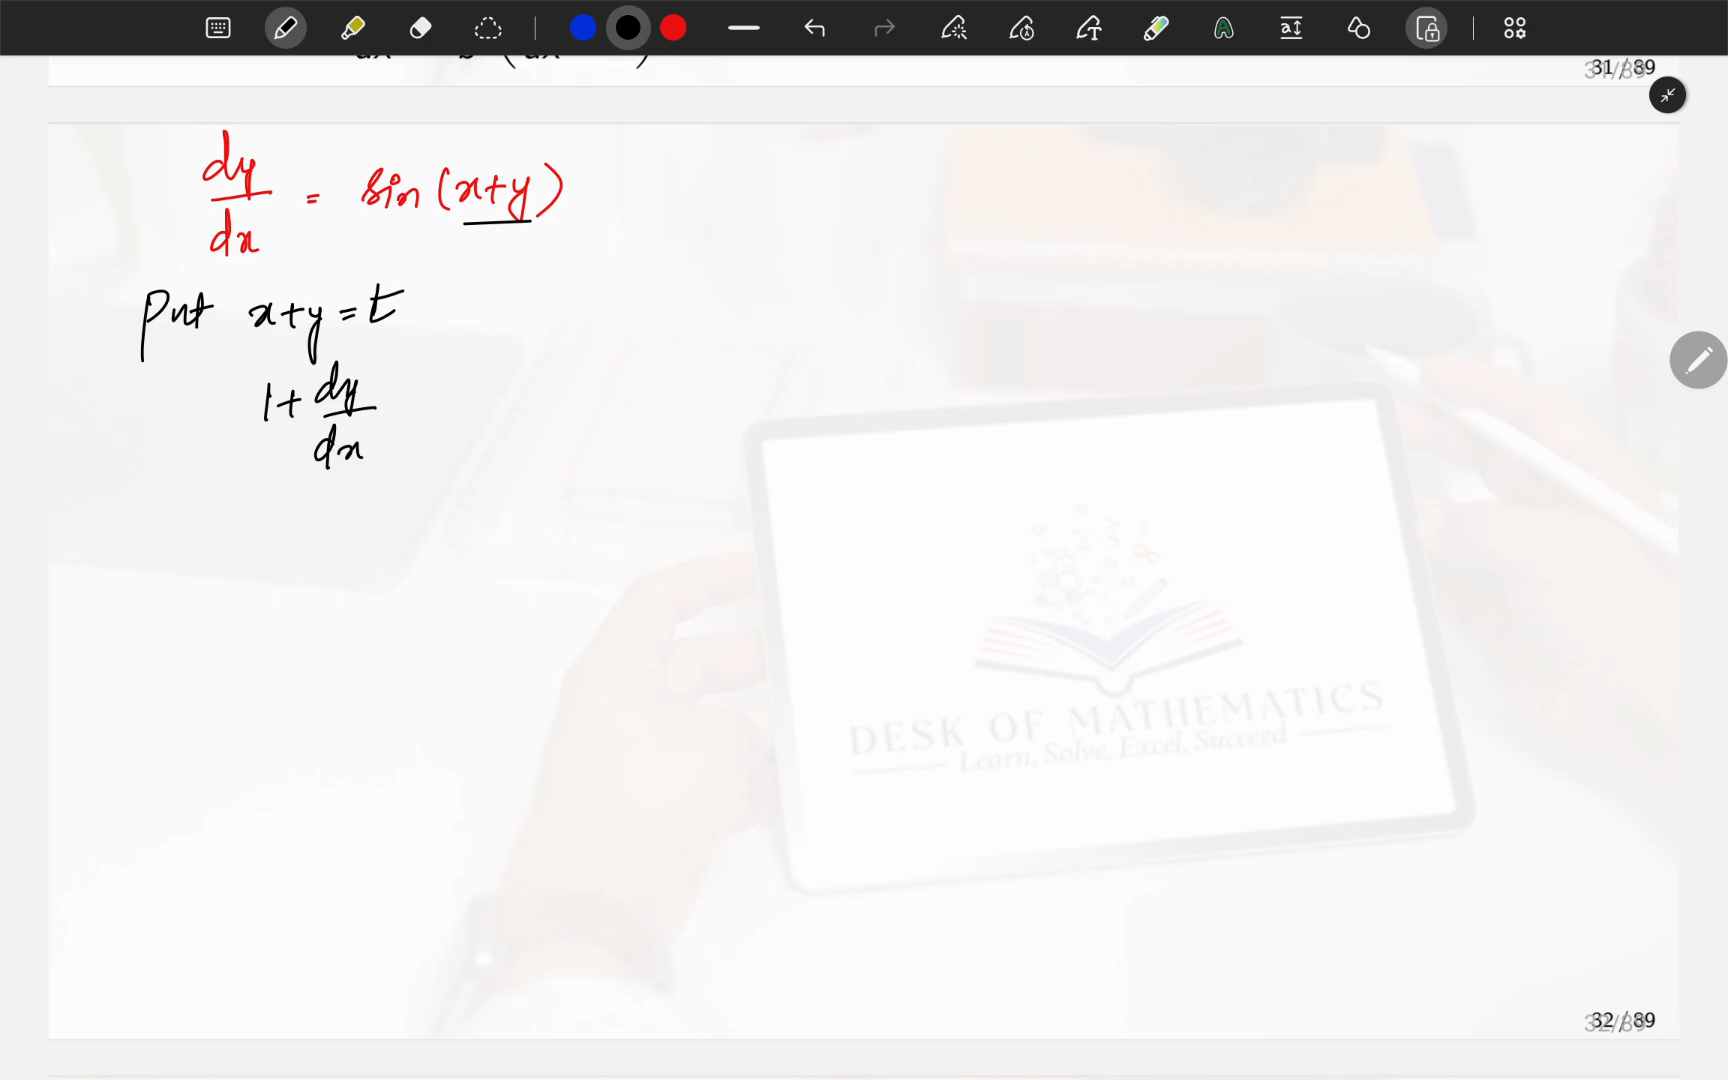 31 / 89
dy/dx = sin (x+y)
Put x+y = t
1 + dy/dx
DESK OF MATHEMATICS
Learn, Solve, Excel, Succeed
32 / 89